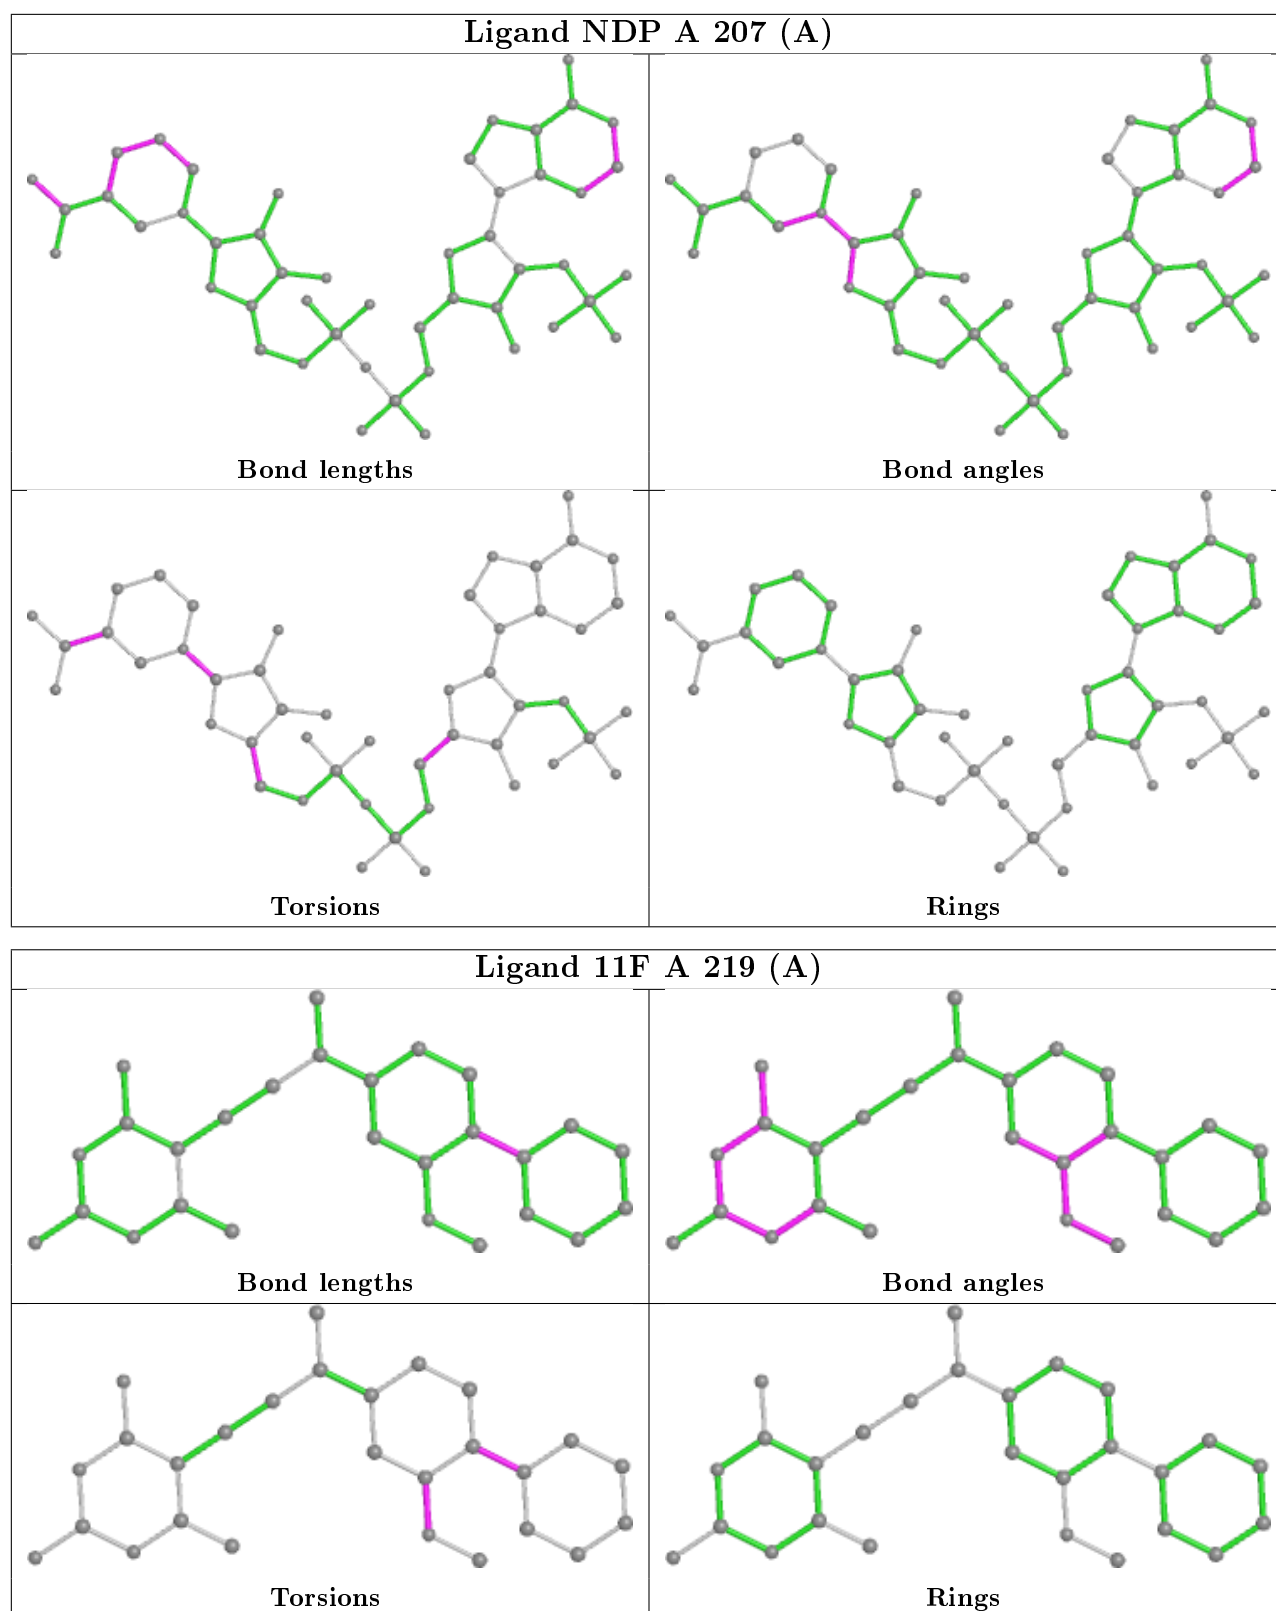 Ligand NDP A 207 (A)
Bond lengths
Bond angles
Torsions
Rings
Ligand 11F A 219 (A)
Bond lengths
Bond angles
Torsions
Rings